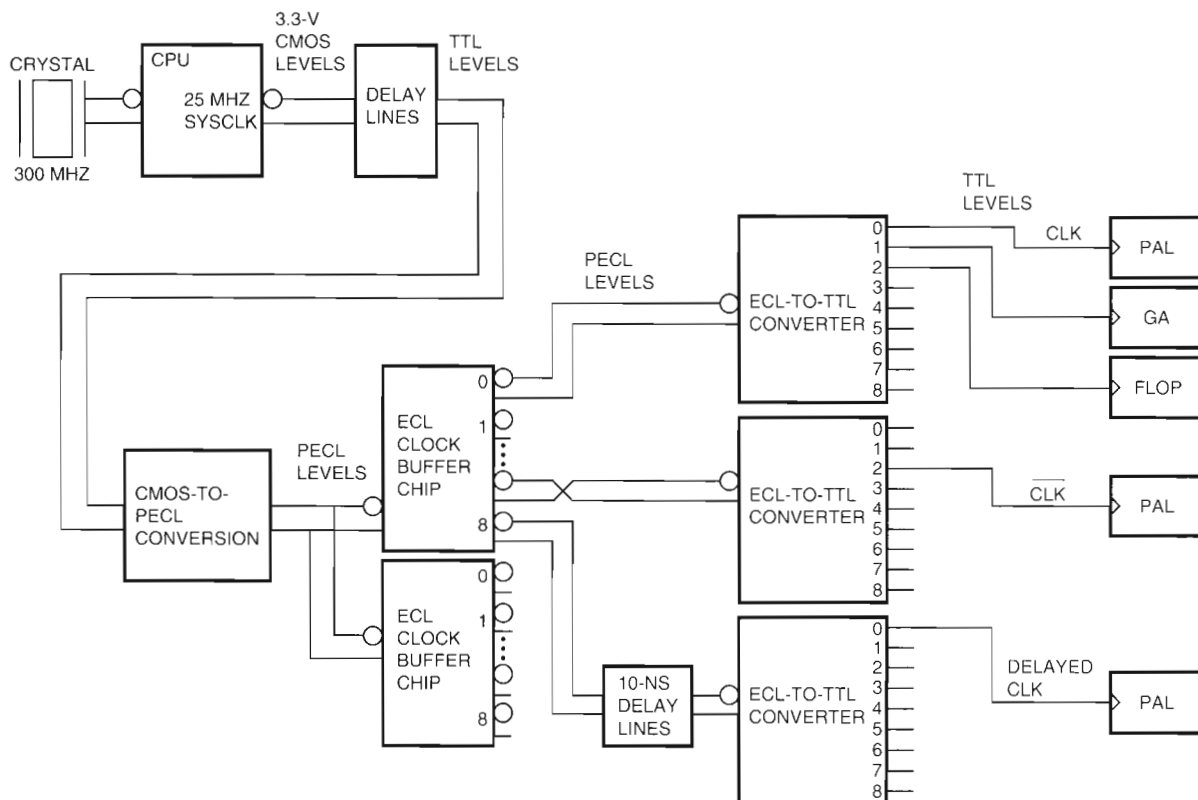 3.3-V
CMOS
LEVELS
TTL
LEVELS
CRYSTAL
CPU
25 MHZ
SYSCLK
DELAY
LINES
300 MHZ
TTL
LEVELS
PECL
LEVELS
ECL-TO-TTL
CONVERTER
0
1
2
3
4
5
6
7
8
CLK
PAL
GA
FLOP
CMOS-TO-
PECL
CONVERSION
PECL
LEVELS
ECL
CLOCK
BUFFER
CHIP
0
1
8
ECL-TO-TTL
CONVERTER
0
1
2
3
4
5
6
7
8
C̅L̅K̅
PAL
ECL
CLOCK
BUFFER
CHIP
0
1
8
10-NS
DELAY
LINES
ECL-TO-TTL
CONVERTER
0
1
2
3
4
5
6
7
8
DELAYED
CLK
PAL